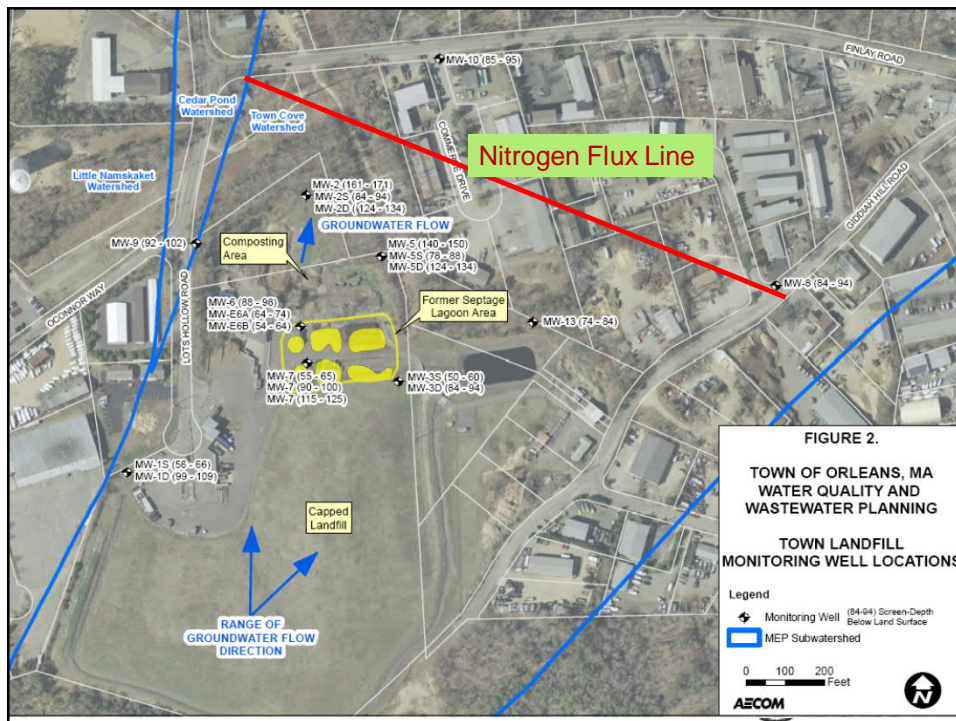 FINLAY ROAD
MW-10 (85 - 95)
Cedar Pond
Watershed
Town Cove
Watershed
COMMERCE DRIVE
Nitrogen Flux Line
Little Namskaket
Watershed
MW-2 (161 - 171)
MW-2S (84 - 94)
MW-2D (124 - 134)
GROUNDWATER FLOW
GIDDIAH HILL ROAD
MW-9 (92 - 102)
Composting
Area
MW-5 (140 - 150)
MW-5S (78 - 88)
MW-5D (124 - 134)
OCONNOR WAY
LOTS HOLLOW ROAD
MW-8 (84 - 94)
MW-6 (88 - 98)
MW-E6A (64 - 74)
MW-E6B (54 - 64)
Former Septage
Lagoon Area
MW-13 (74 - 84)
MW-7 (55 - 65)
MW-7 (90 - 100)
MW-7 (115 - 125)
MW-3S (50 - 60)
MW-3D (84 - 94)
MW-1S (56 - 66)
MW-1D (99 - 109)
Capped
Landfill
RANGE OF
GROUNDWATER FLOW
DIRECTION
FIGURE 2.
TOWN OF ORLEANS, MA
WATER QUALITY AND
WASTEWATER PLANNING
TOWN LANDFILL
MONITORING WELL LOCATIONS
Legend
Monitoring Well (84-94) Screen-Depth
Below Land Surface
MEP Subwatershed
0 100 200
Feet
AECOM
N